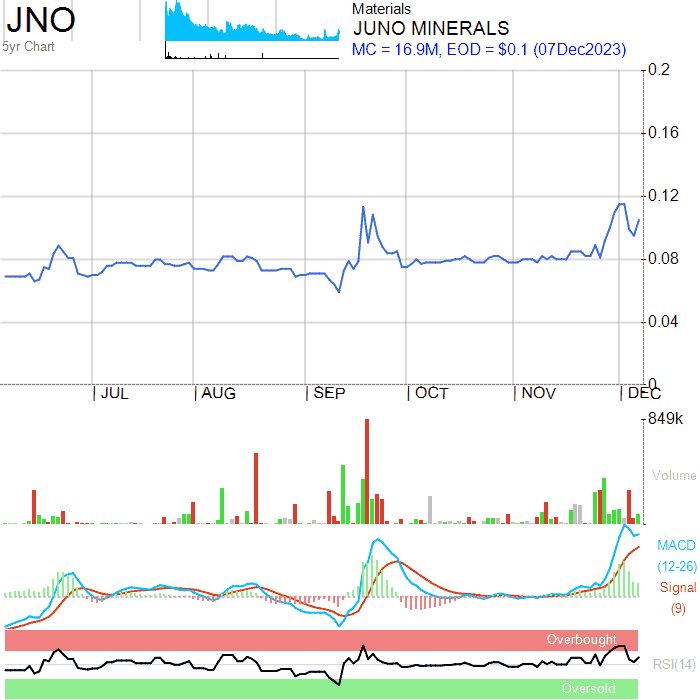 JNO
5yr Chart
Materials
JUNO MINERALS
MC = 16.9M, EOD = $0.1 (07Dec2023)
0.2
0.16
0.12
0.08
0.04
0
JUL AUG SEP OCT NOV DEC
849k
Volume
MACD
(12-26)
Signal
(9)
Overbought
RSI(14)
Oversold